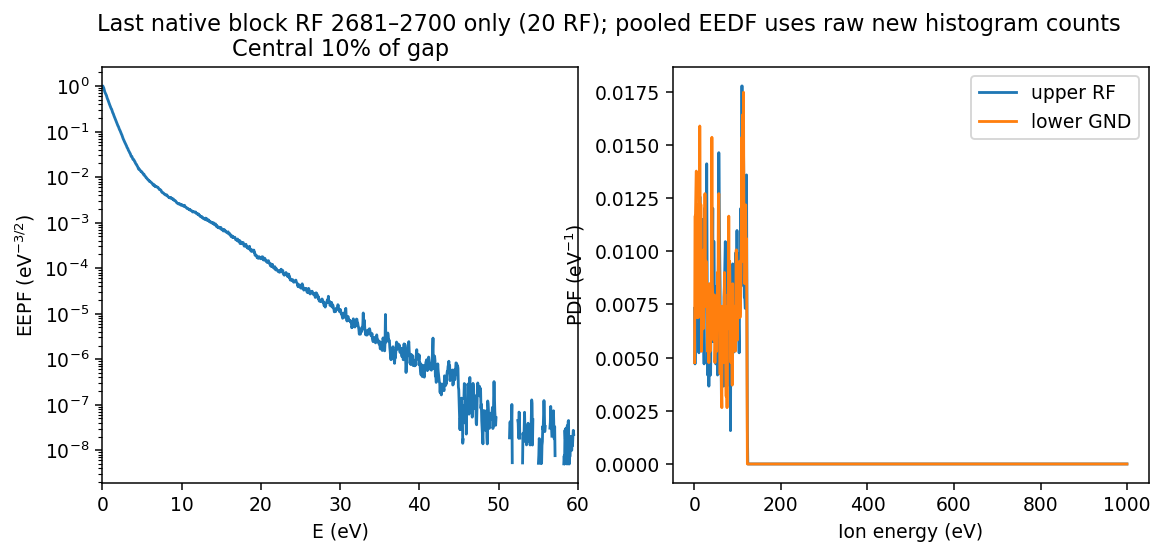 Last native block RF 2681–2700 only (20 RF); pooled EEDF uses raw new histogram counts
Central 10% of gap
EEPF (eV⁻³ᐟ²)
10⁰
10⁻¹
10⁻²
10⁻³
10⁻⁴
10⁻⁵
10⁻⁶
10⁻⁷
10⁻⁸
0 10 20 30 40 50 60
E (eV)
PDF (eV⁻¹)
0.0175
0.0150
0.0125
0.0100
0.0075
0.0050
0.0025
0.0000
upper RF
lower GND
0 200 400 600 800 1000
Ion energy (eV)